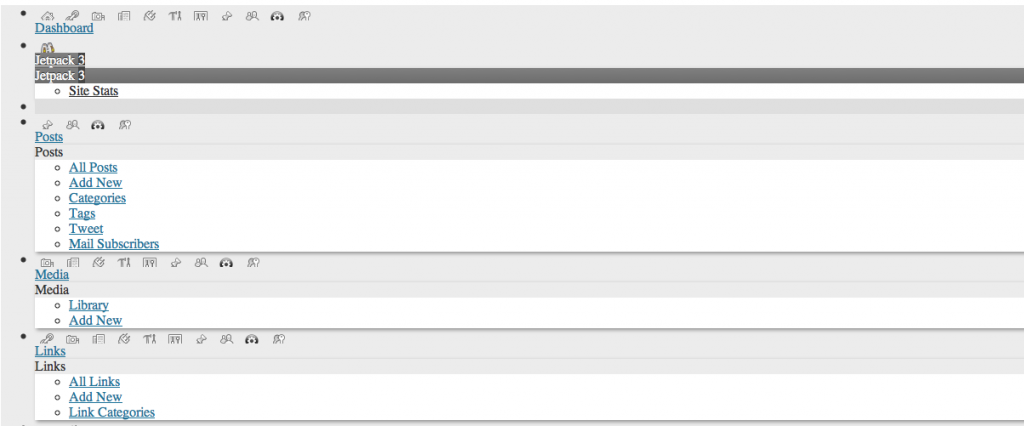 Dashboard
Jetpack 3
Jetpack 3
Site Stats
Posts
Posts
All Posts
Add New
Categories
Tags
Tweet
Mail Subscribers
Media
Media
Library
Add New
Links
Links
All Links
Add New
Link Categories